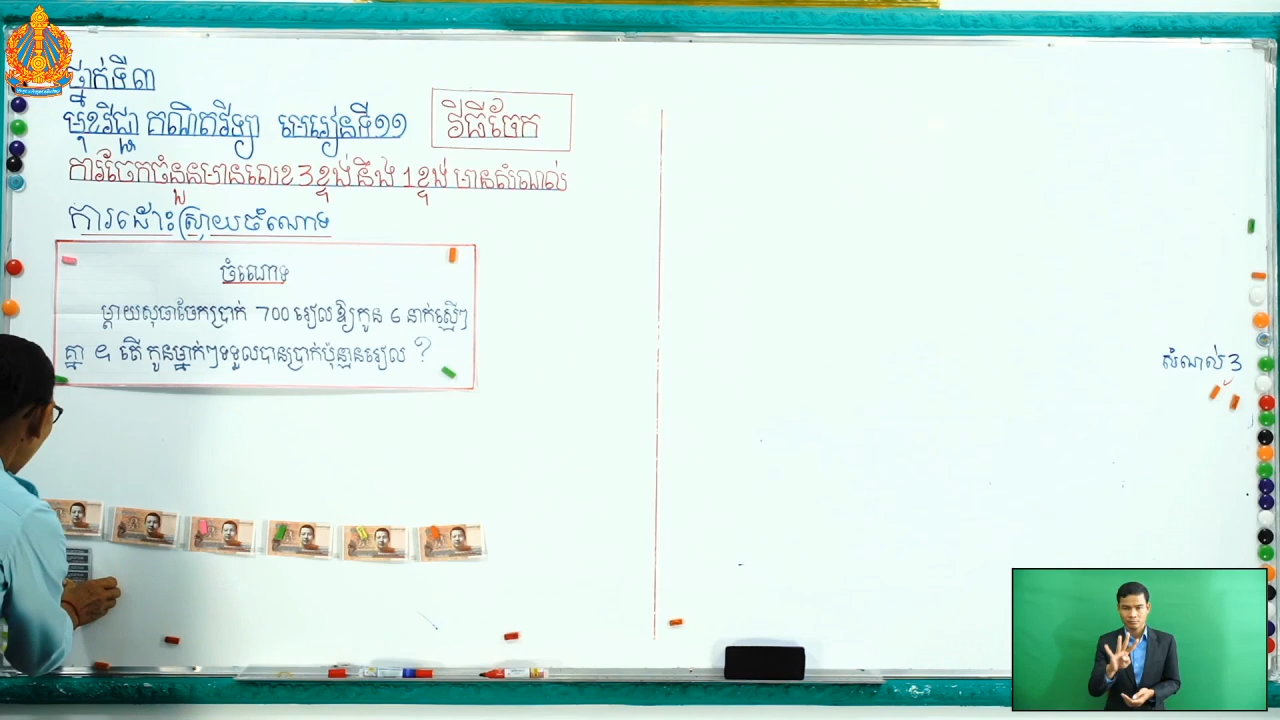 ថ្នាក់ទី ៣
មុខវិជ្ជា គណិតវិទ្យា មេរៀនទី១១
វិធីចែក
ការចែកចំនួនមានលេខ 3 ខ្ទង់ នឹង 1 ខ្ទង់ មានសំណល់
ការដោះស្រាយចំណោទ
ចំណោទ
ម្តាយសុធាចែកប្រាក់ 700 រៀល ឱ្យកូន 6 នាក់ស្មើៗ
គ្នា ។ តើ កូនម្នាក់ៗទទួលបានប្រាក់ប៉ុន្មានរៀល ?
សំណល់ 3